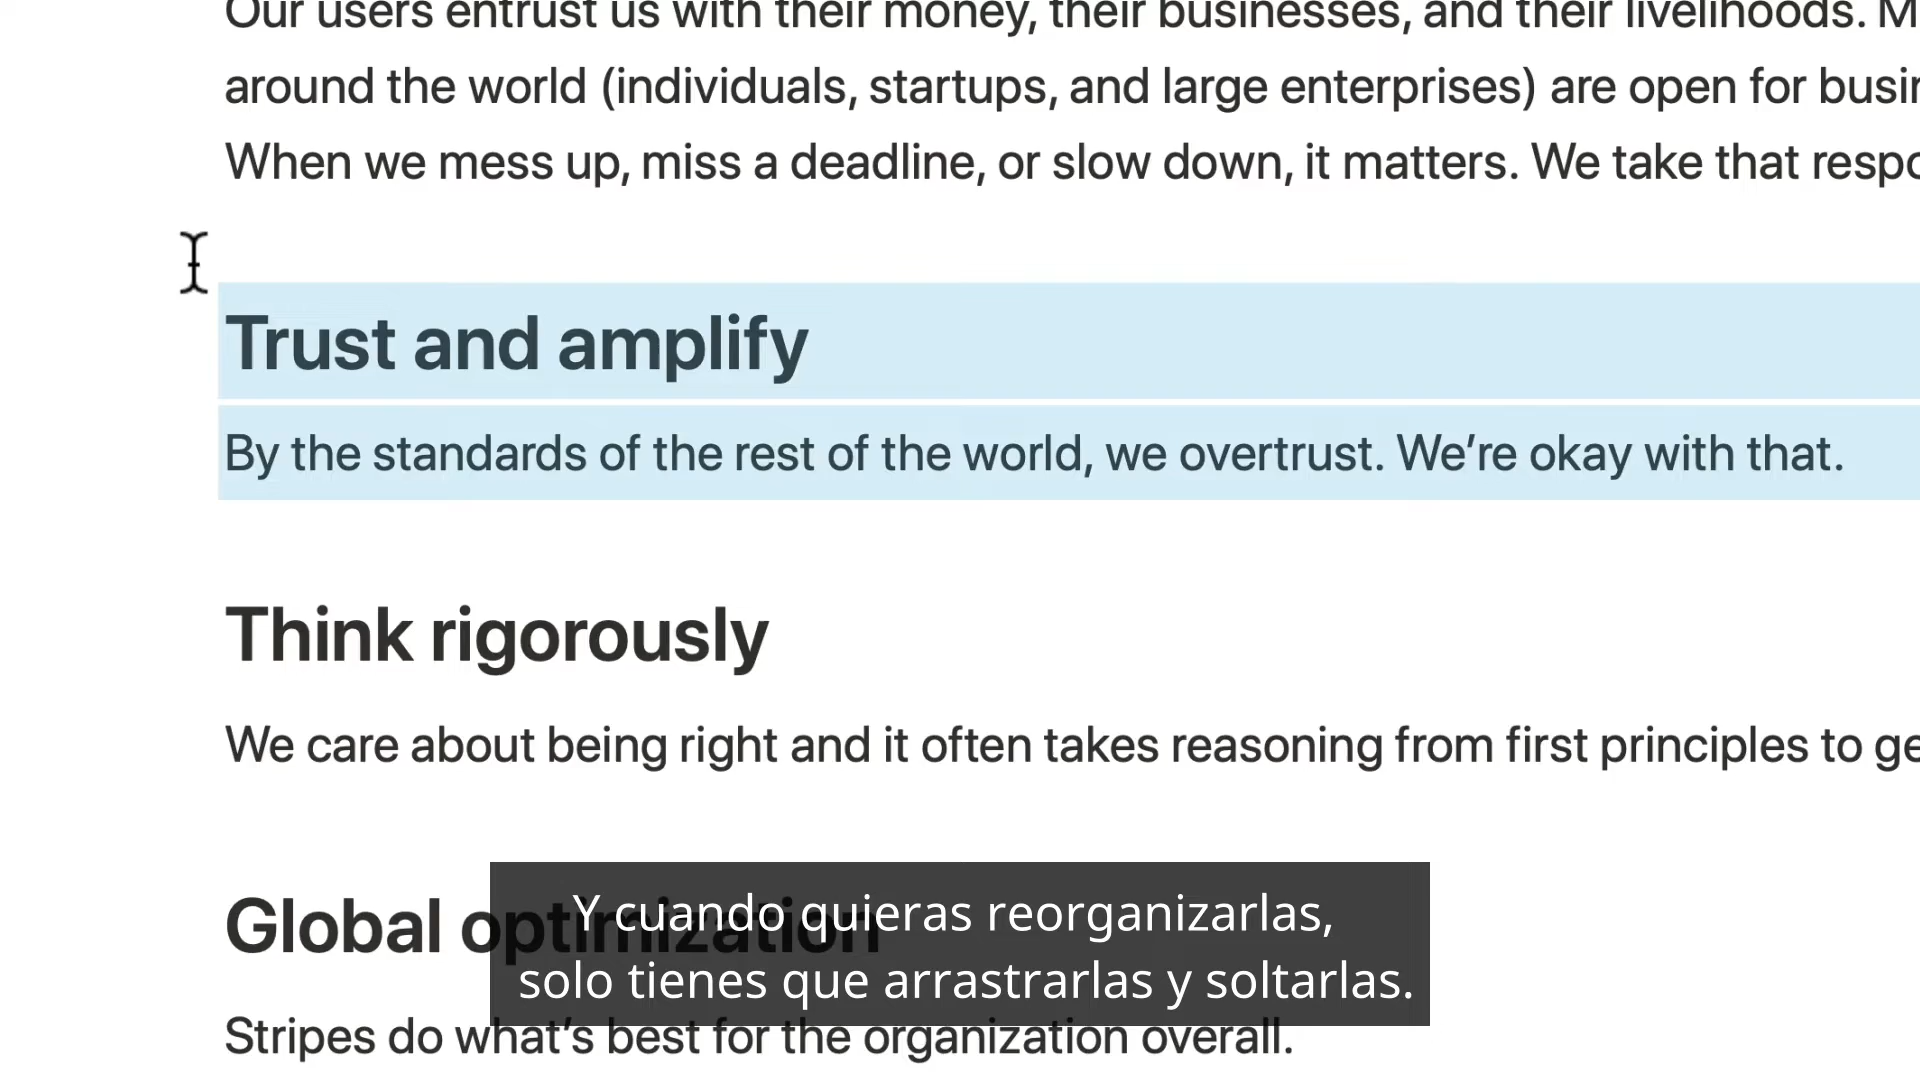 Our users entrust us with their money, their businesses, and their livelihoods.
around the world (individuals, startups, and large enterprises) are open for
When we mess up, miss a deadline, or slow down, it matters. We take that
Trust and amplify
By the standards of the rest of the world, we overtrust. We’re okay with that.
Think rigorously
We care about being right and it often takes reasoning from first principles to
Global optimization
Y cuando quieras reorganizarlas,
solo tienes que arrastrarlas y soltarlas.
Stripes do what’s best for the organization overall.